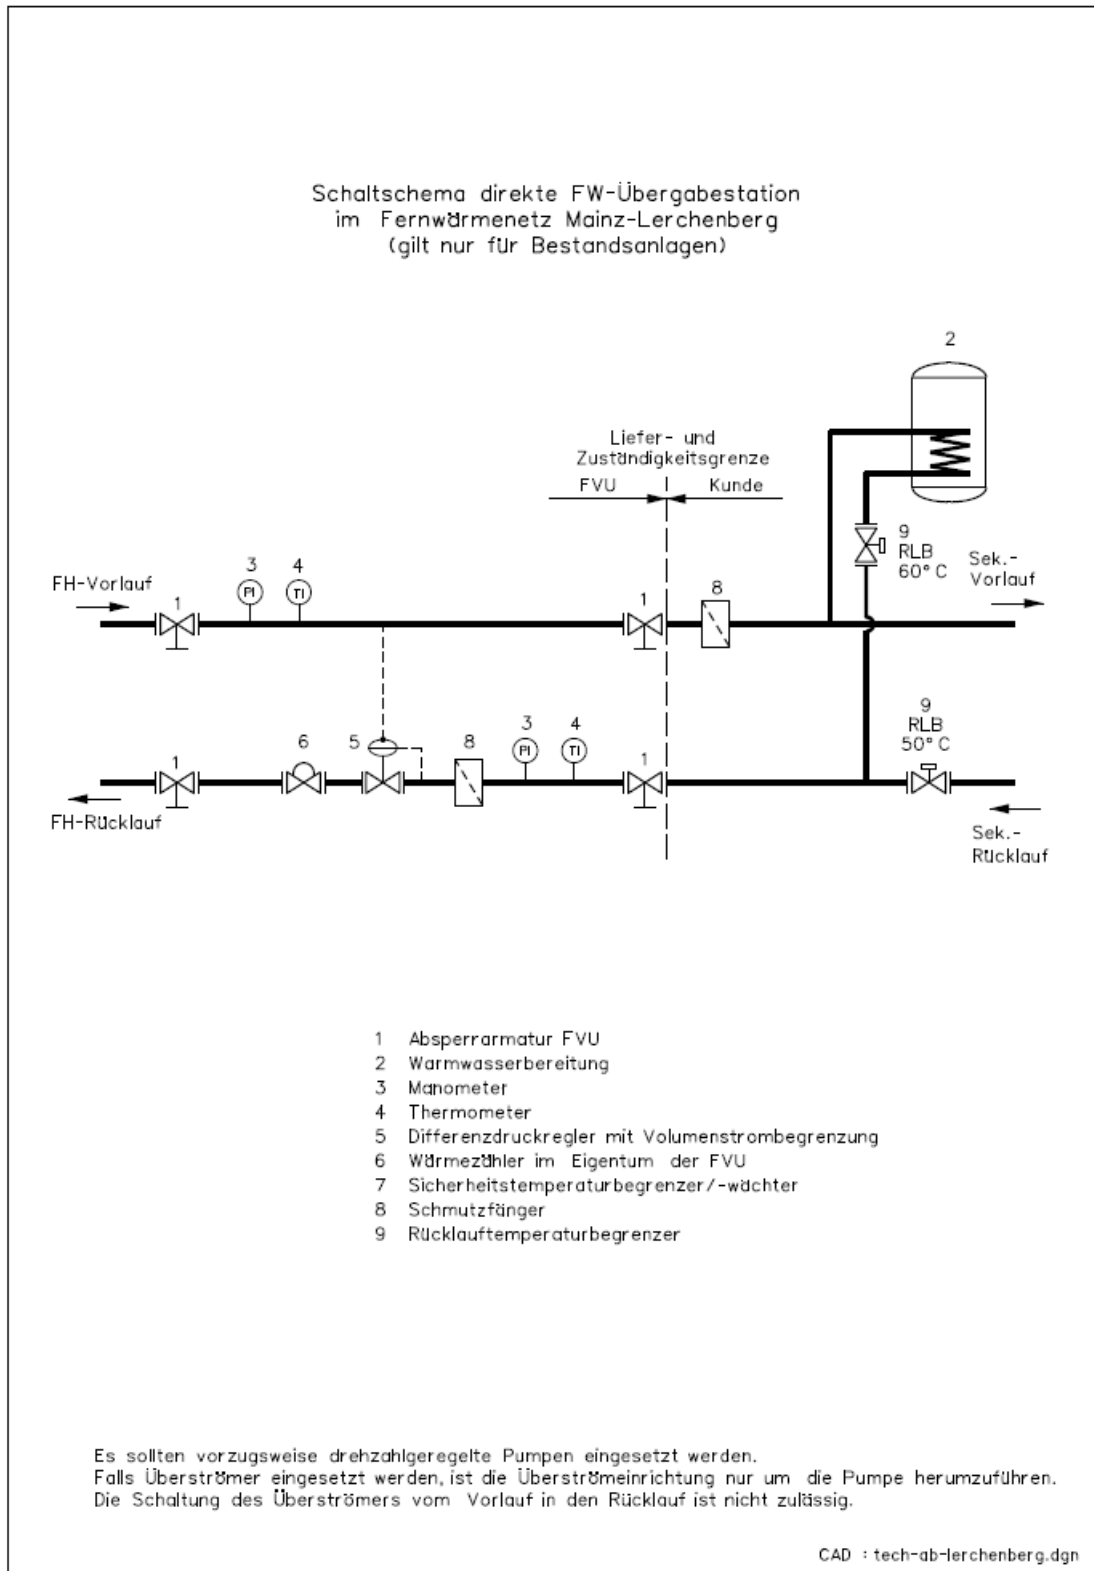 Schaltschema direkte FW-Übergabestation
im Fernwärmenetz Mainz-Lerchenberg
(gilt nur für Bestandsanlagen)
2
Liefer- und
Zuständigkeitsgrenze
FVU
Kunde
9
RLB
60° C
Sek.-
Vorlauf
FH-Vorlauf
1
3
PI
4
TI
1
8
9
RLB
50° C
1
6
5
8
3
PI
4
TI
1
FH-Rücklauf
Sek.-
Rücklauf
1 Absperrarmatur FVU
2 Warmwasserbereitung
3 Manometer
4 Thermometer
5 Differenzdruckregler mit Volumenstrombegrenzung
6 Wärmezähler im Eigentum der FVU
7 Sicherheitstemperaturbegrenzer/-wächter
8 Schmutzfänger
9 Rücklauftemperaturbegrenzer
Es sollten vorzugsweise drehzahlgeregelte Pumpen eingesetzt werden.
Falls Überströmer eingesetzt werden, ist die Überströmeinrichtung nur um die Pumpe herumzuführen.
Die Schaltung des Überströmers vom Vorlauf in den Rücklauf ist nicht zulässig.
CAD : tech-ab-lerchenberg.dgn